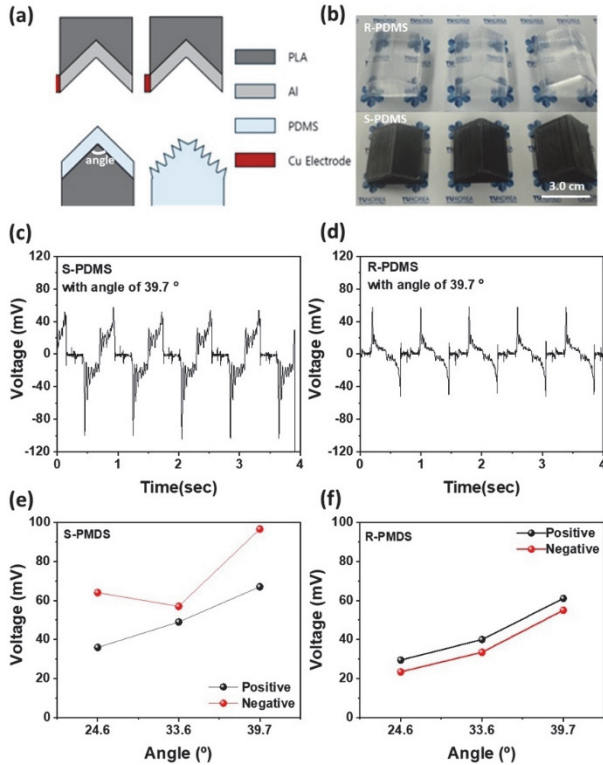 (a)
PLA
Al
PDMS
Cu Electrode
angle
(b)
R-PDMS
S-PDMS
TUKOREA
3.0 cm
(c)
S-PDMS
with angle of 39.7 º
Voltage (mV)
120
80
40
0
-40
-80
-120
0 1 2 3 4
Time(sec)
(d)
R-PDMS
with angle of 39.7 º
Voltage (mV)
120
80
40
0
-40
-80
-120
0 1 2 3 4
Time(sec)
(e)
S-PMDS
Voltage (mV)
100
80
60
40
20
0
Positive
Negative
24.6 33.6 39.7
Angle (º)
(f)
R-PMDS
Positive
Negative
Voltage (mV)
100
80
60
40
20
0
24.6 33.6 39.7
Angle (º)